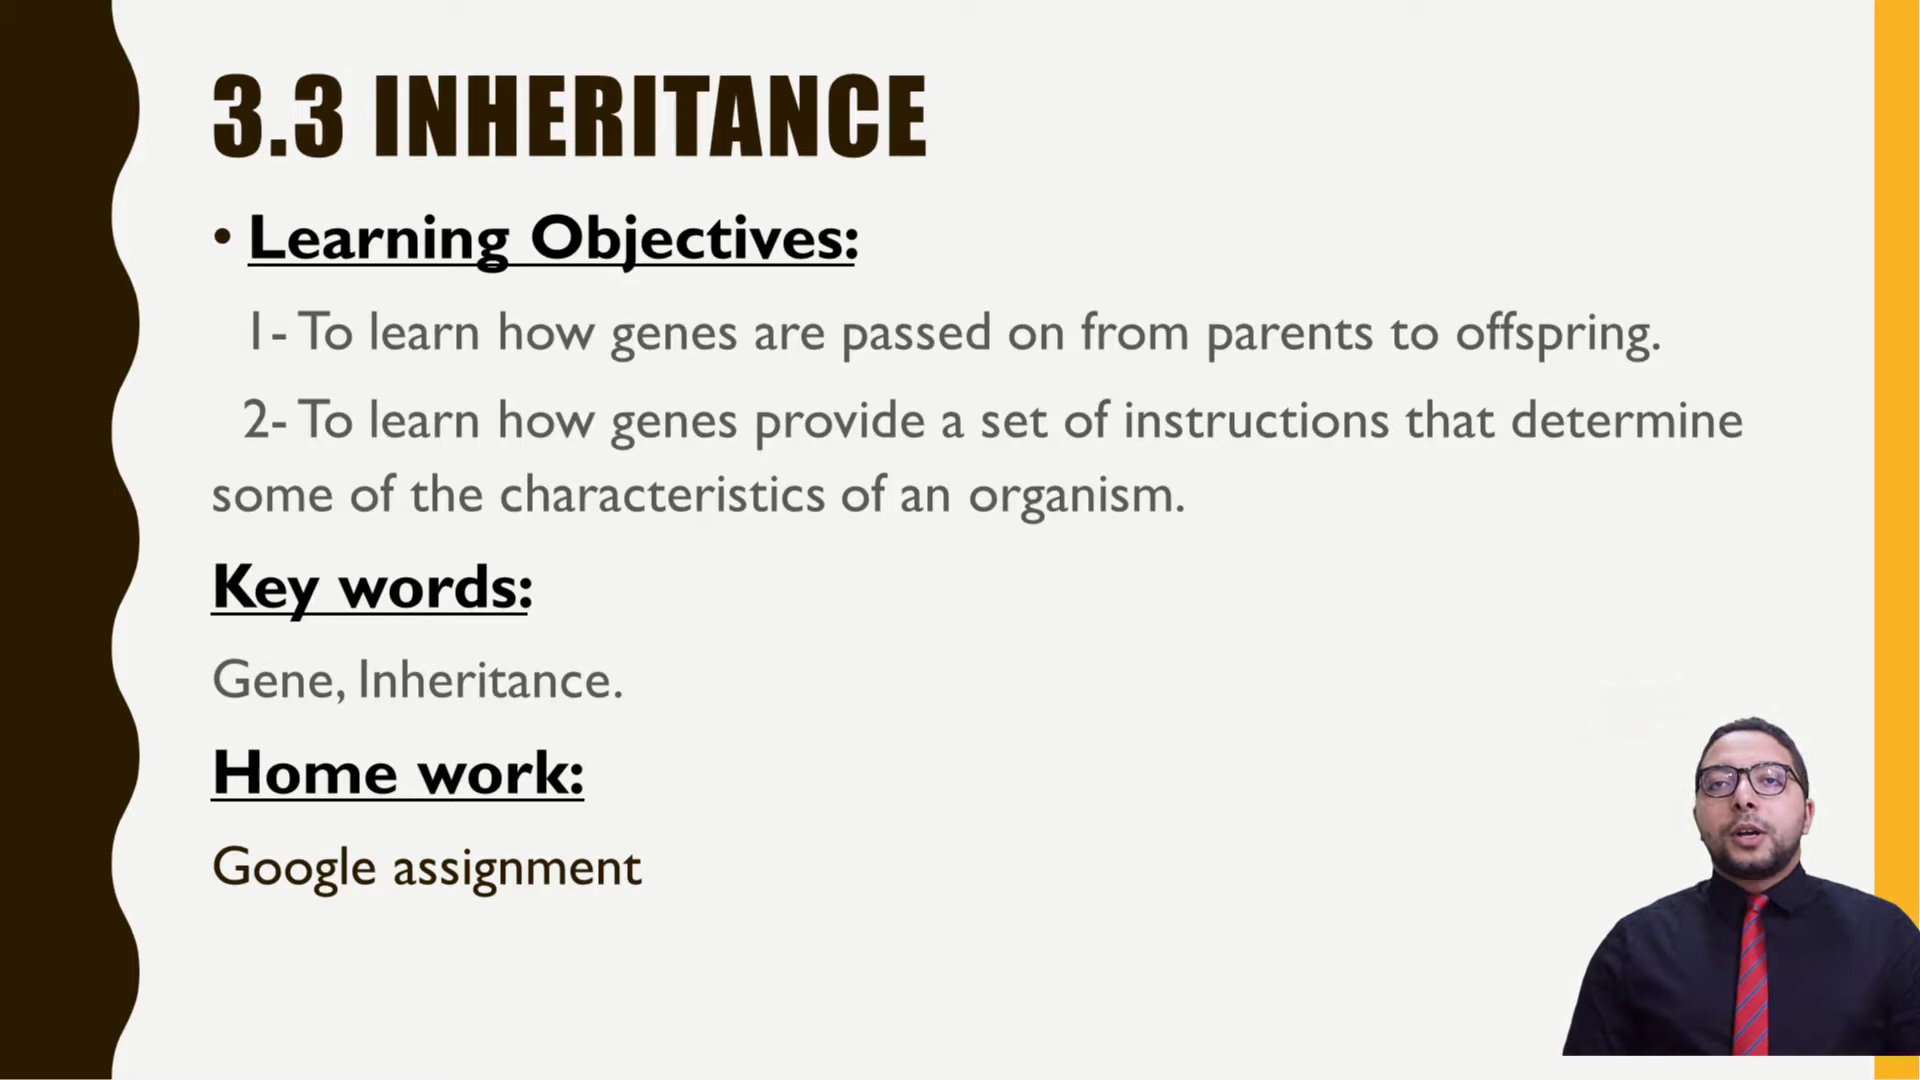 3.3 INHERITANCE
• Learning Objectives:
1- To learn how genes are passed on from parents to offspring.
2- To learn how genes provide a set of instructions that determine
some of the characteristics of an organism.
Key words:
Gene, Inheritance.
Home work:
Google assignment